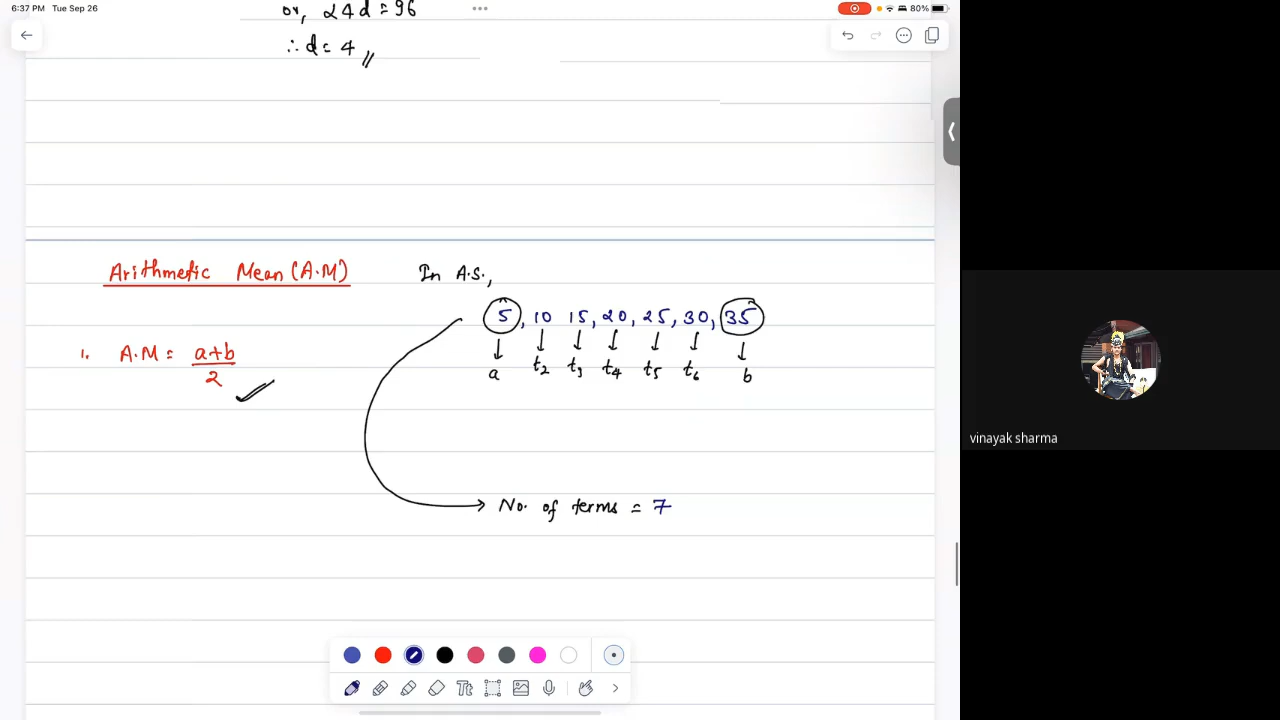 6:37 PM Tue Sep 26
80%
or, 24d = 96
∴ d = 4 //
Arithmetic Mean (A.M)
In A.S.,
5, 10 15, 20, 25, 30, 35
a t2 t3 t4 t5 t6 b
1. A.M = a+b
2
No. of terms = 7
Tt
vinayak sharma